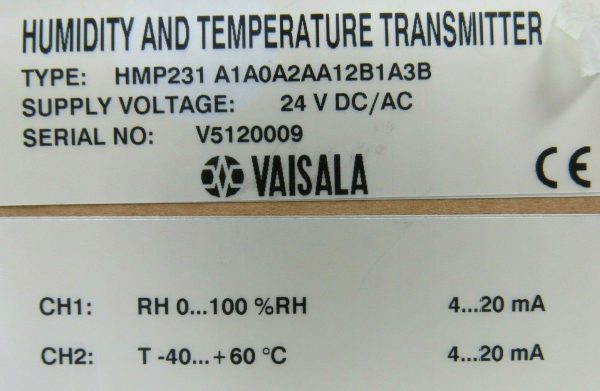 HUMIDITY AND TEMPERATURE TRANSMITTER
TYPE: HMP231 A1A0A2AA12B1A3B
SUPPLY VOLTAGE: 24 V DC/AC
SERIAL NO: V5120009
VAISALA CE
CH1: RH 0...100 %RH 4...20 mA
CH2: T -40...+60 °C 4...20 mA